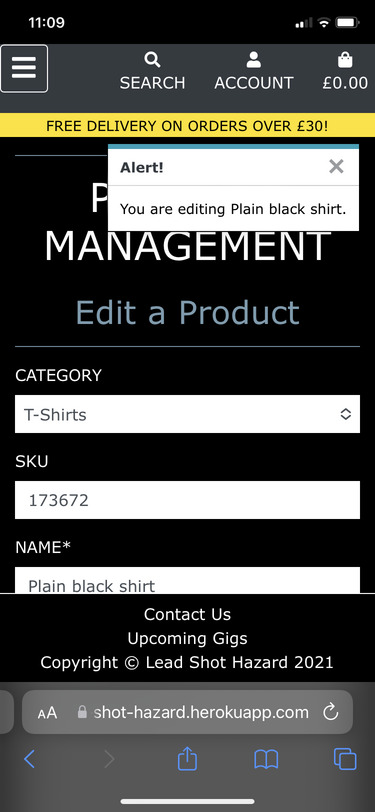 11:09
SEARCH
ACCOUNT
£0.00
FREE DELIVERY ON ORDERS OVER £30!
Alert!
You are editing Plain black shirt.
P
MANAGEMENT
Edit a Product
CATEGORY
T-Shirts
SKU
173672
NAME*
Plain black shirt
Contact Us
Upcoming Gigs
Copyright © Lead Shot Hazard 2021
AA
shot-hazard.herokuapp.com